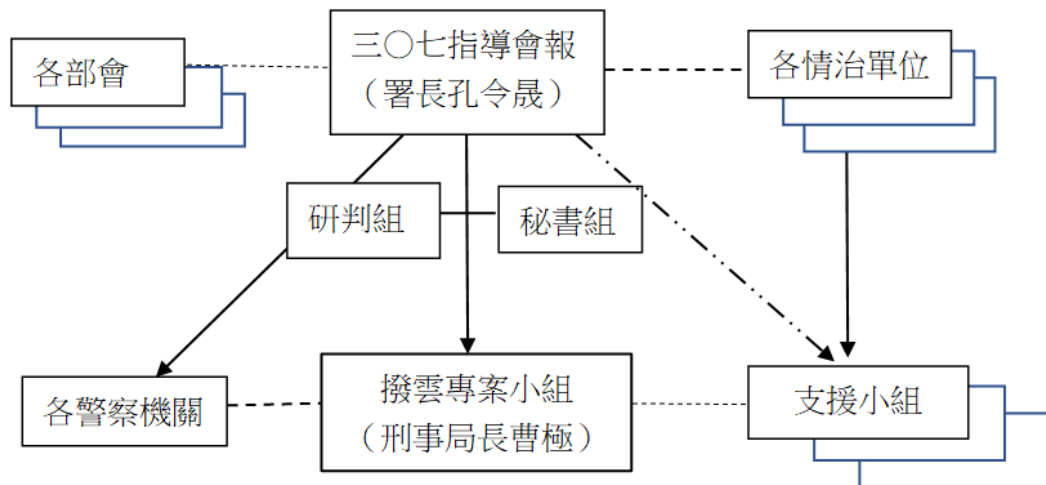 各部會
三〇七指導會報
（署長孔令晟）
各情治單位
研判組
秘書組
各警察機關
撥雲專案小組
（刑事局長曹極）
支援小組